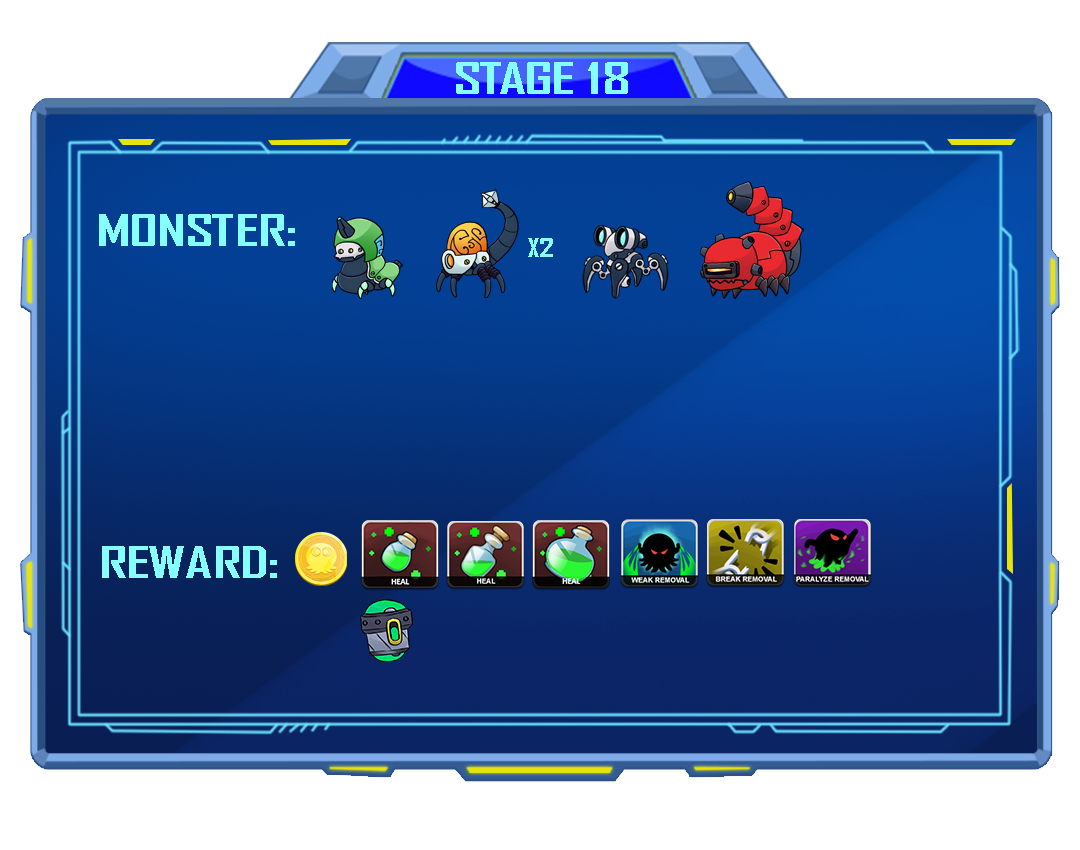 STAGE 18
MONSTER:
X2
REWARD:
HEAL
HEAL
HEAL
WEAK REMOVAL
BREAK REMOVAL
PARALYZE REMOVAL